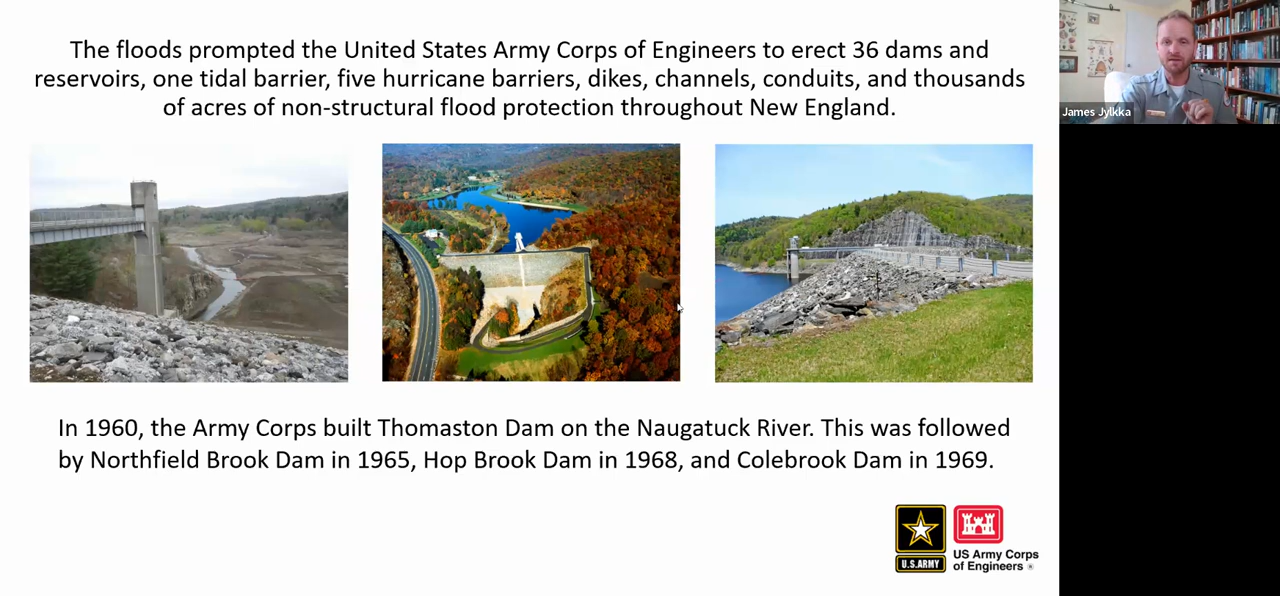 The floods prompted the United States Army Corps of Engineers to erect 36 dams and
reservoirs, one tidal barrier, five hurricane barriers, dikes, channels, conduits, and thousands
of acres of non-structural flood protection throughout New England.
James Jylkka
In 1960, the Army Corps built Thomaston Dam on the Naugatuck River. This was followed
by Northfield Brook Dam in 1965, Hop Brook Dam in 1968, and Colebrook Dam in 1969.
U.S.ARMY
US Army Corps
of Engineers ®